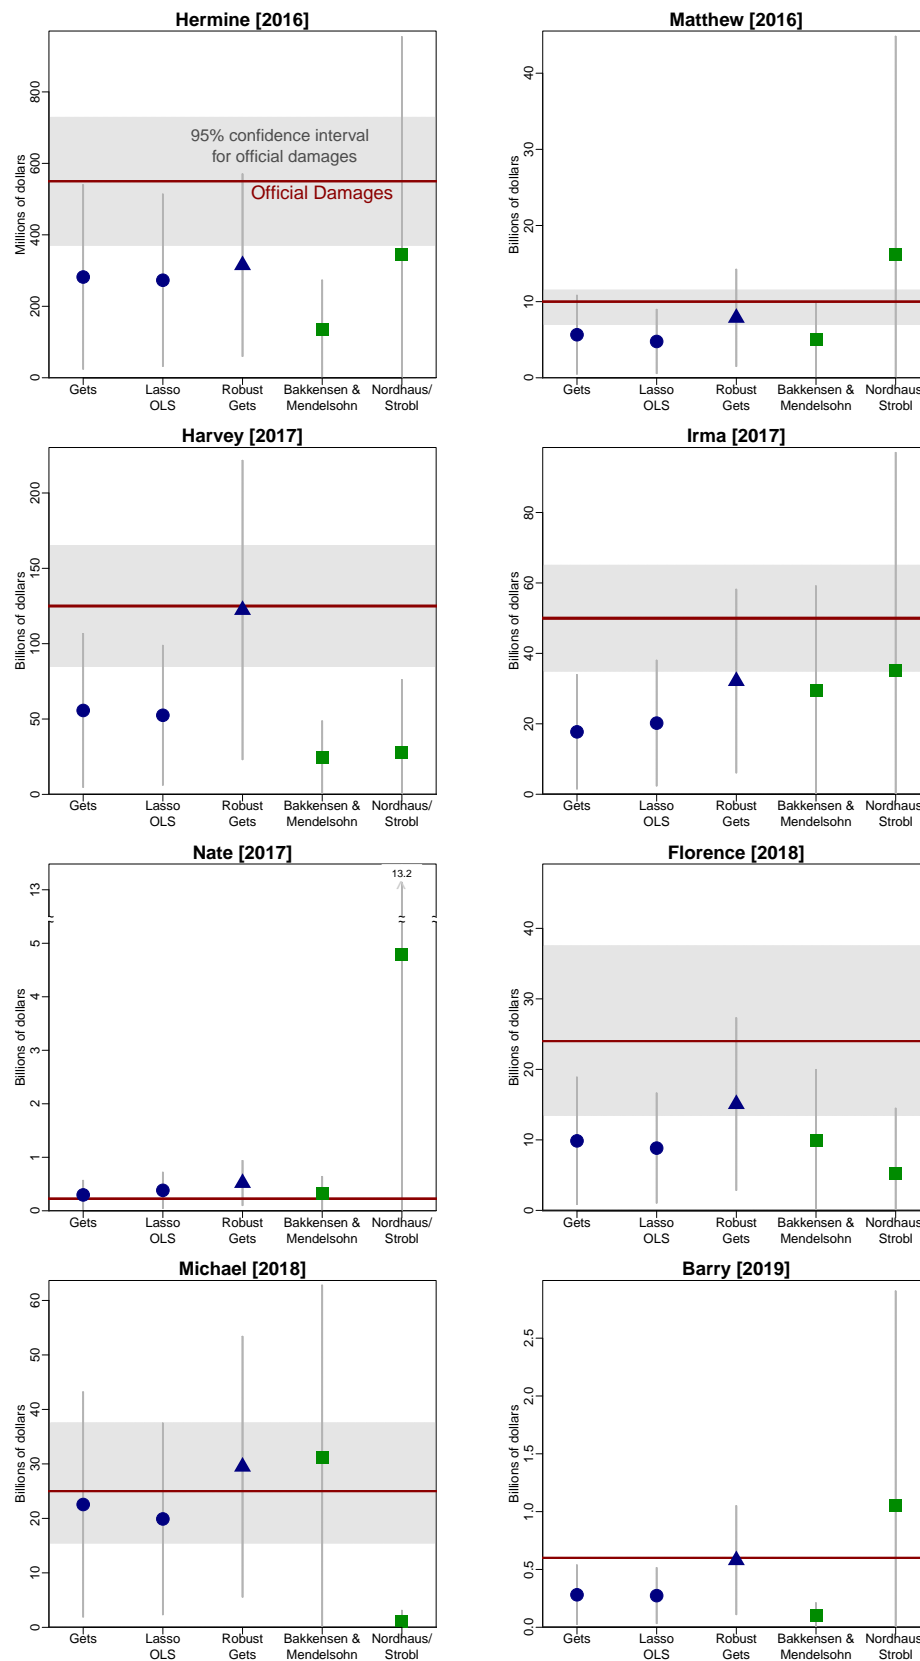 Hermine [2016]
Millions of dollars
800
600
400
200
0
95% confidence interval
for official damages
Official Damages
Gets
Lasso
OLS
Robust
Gets
Bakkensen &
Mendelsohn
Nordhaus/
Strobl
Matthew [2016]
Billions of dollars
40
30
20
10
0
Gets
Lasso
OLS
Robust
Gets
Bakkensen &
Mendelsohn
Nordhaus/
Strobl
Harvey [2017]
Billions of dollars
200
150
100
50
0
Gets
Lasso
OLS
Robust
Gets
Bakkensen &
Mendelsohn
Nordhaus/
Strobl
Irma [2017]
Billions of dollars
80
60
40
20
0
Gets
Lasso
OLS
Robust
Gets
Bakkensen &
Mendelsohn
Nordhaus/
Strobl
Nate [2017]
Billions of dollars
13.2
13
5
4
3
2
1
0
Gets
Lasso
OLS
Robust
Gets
Bakkensen &
Mendelsohn
Nordhaus/
Strobl
Florence [2018]
Billions of dollars
40
30
20
10
0
Gets
Lasso
OLS
Robust
Gets
Bakkensen &
Mendelsohn
Nordhaus/
Strobl
Michael [2018]
Billions of dollars
60
50
40
30
20
10
0
Gets
Lasso
OLS
Robust
Gets
Bakkensen &
Mendelsohn
Nordhaus/
Strobl
Barry [2019]
Billions of dollars
2.5
2.0
1.5
1.0
0.5
0.0
Gets
Lasso
OLS
Robust
Gets
Bakkensen &
Mendelsohn
Nordhaus/
Strobl